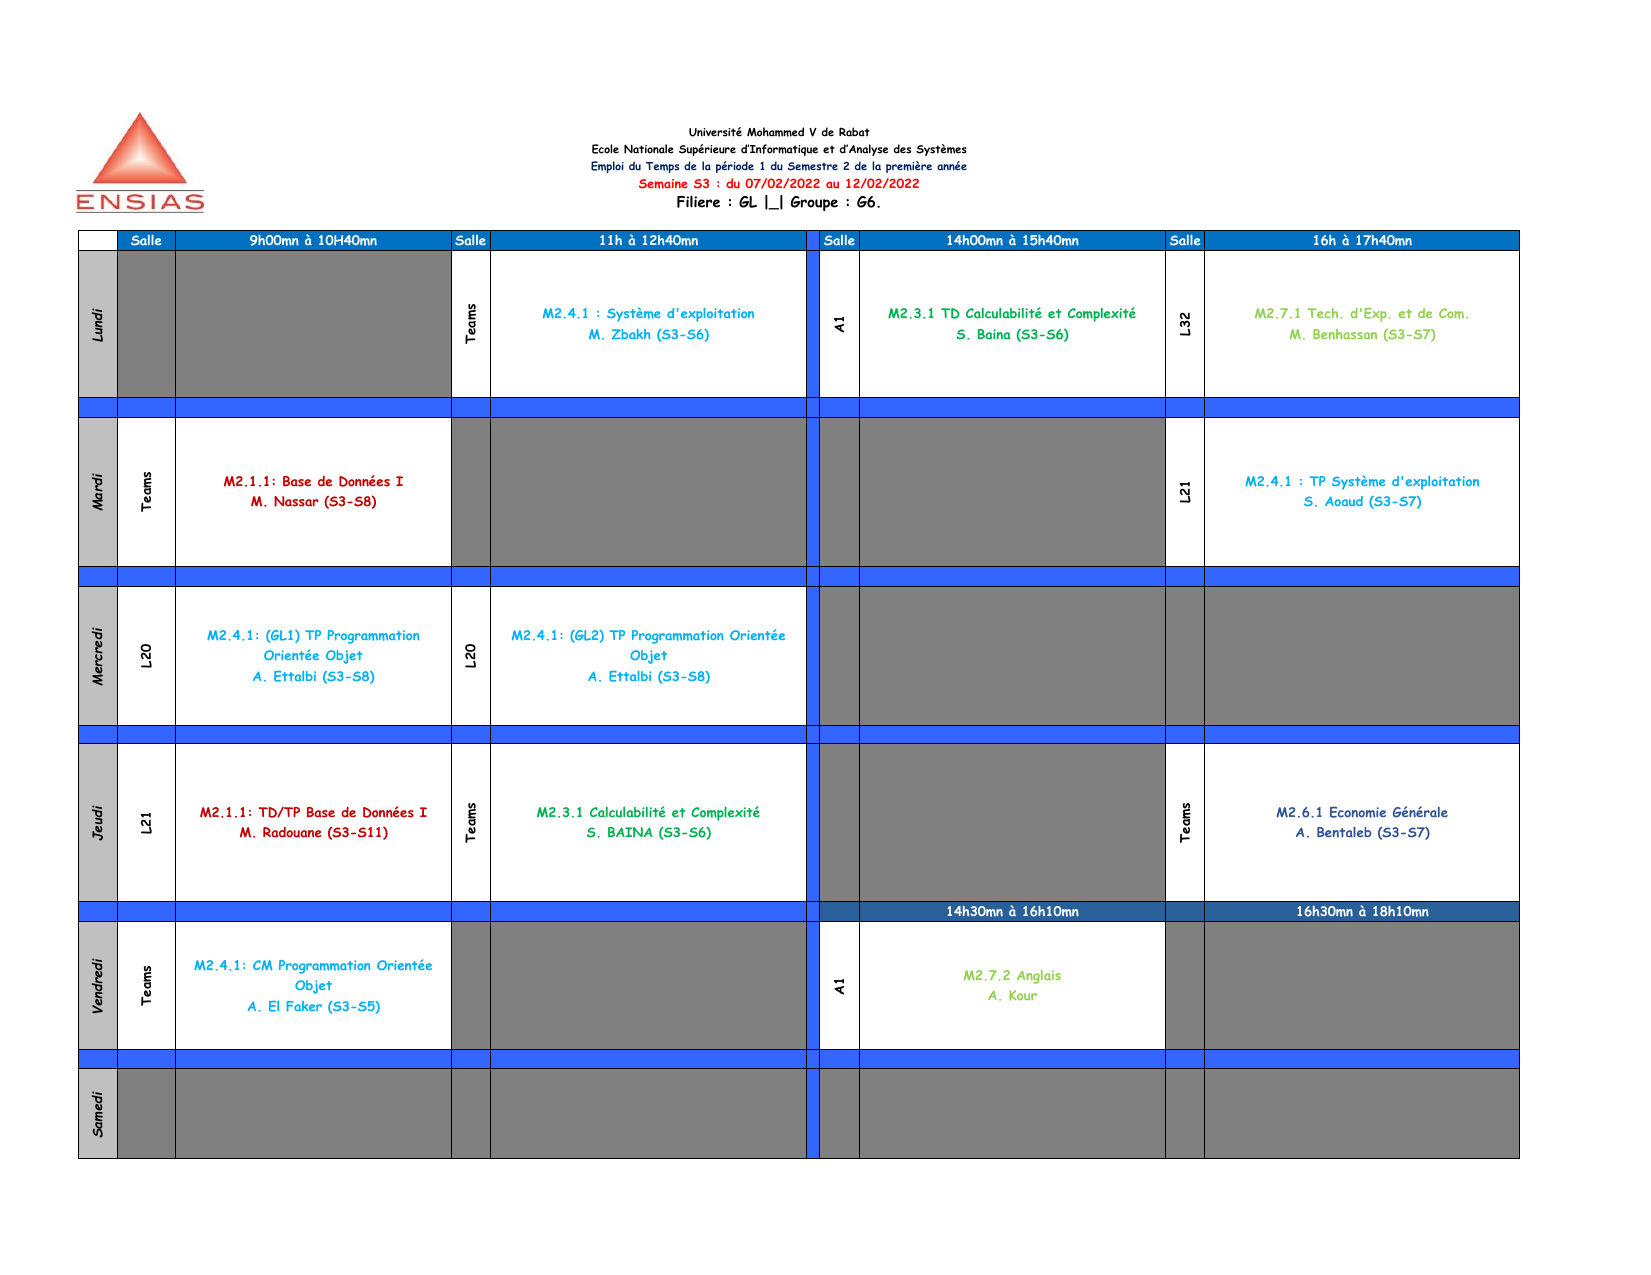 ENSIAS
Université Mohammed V de Rabat
Ecole Nationale Supérieure d’Informatique et d’Analyse des Systèmes
Emploi du Temps de la période 1 du Semestre 2 de la première année
Semaine S3 : du 07/02/2022 au 12/02/2022
Filiere : GL |_| Groupe : G6.
Salle 9h00mn à 10H40mn Salle 11h à 12h40mn Salle 14h00mn à 15h40mn Salle 16h à 17h40mn
Lundi
Teams
M2.4.1 : Système d'exploitation
M. Zbakh (S3-S6)
A1
M2.3.1 TD Calculabilité et Complexité
S. Baina (S3-S6)
L32
M2.7.1 Tech. d'Exp. et de Com.
M. Benhassan (S3-S7)
Mardi
Teams
M2.1.1: Base de Données I
M. Nassar (S3-S8)
L21
M2.4.1 : TP Système d'exploitation
S. Aoaud (S3-S7)
Mercredi
L20
M2.4.1: (GL1) TP Programmation
Orientée Objet
A. Ettalbi (S3-S8)
L20
M2.4.1: (GL2) TP Programmation Orientée
Objet
A. Ettalbi (S3-S8)
Jeudi
L21
M2.1.1: TD/TP Base de Données I
M. Radouane (S3-S11)
Teams
M2.3.1 Calculabilité et Complexité
S. BAINA (S3-S6)
Teams
M2.6.1 Economie Générale
A. Bentaleb (S3-S7)
14h30mn à 16h10mn 16h30mn à 18h10mn
Vendredi
Teams
M2.4.1: CM Programmation Orientée
Objet
A. El Faker (S3-S5)
A1
M2.7.2 Anglais
A. Kour
Samedi